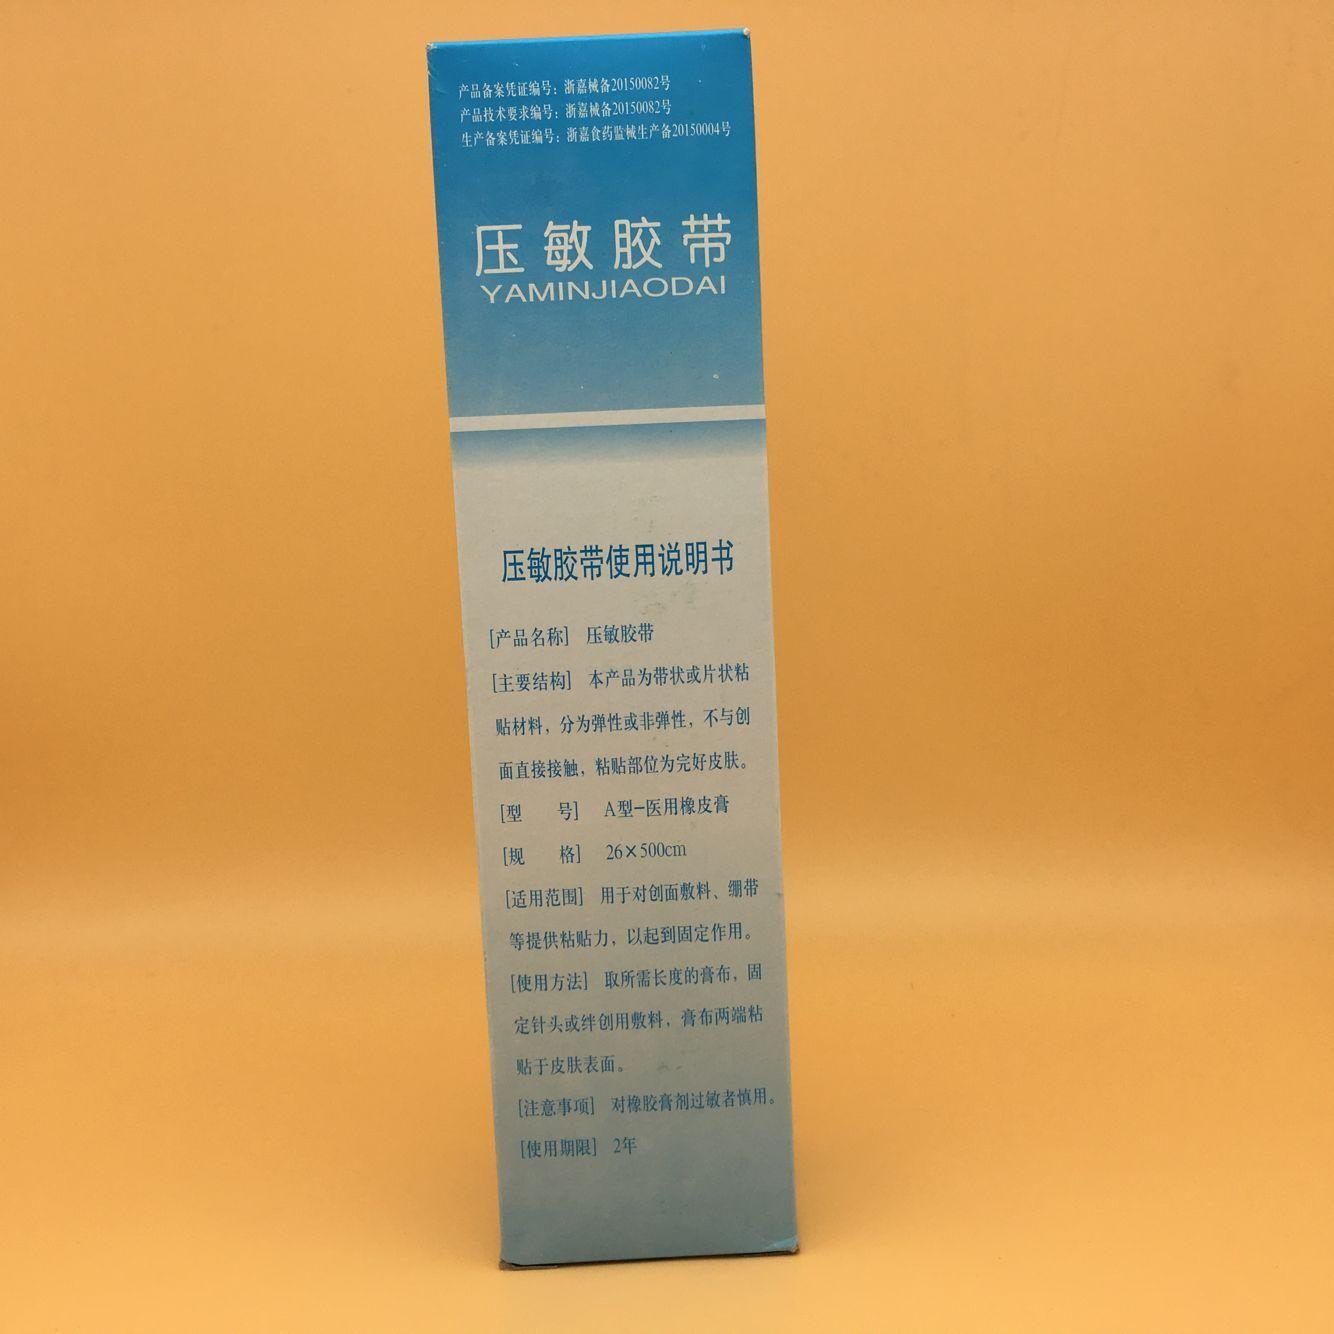 产品备案凭证编号：浙嘉械备20150082号
产品技术要求编号：浙嘉械备20150082号
生产备案凭证编号：浙嘉食药监械生产备20150004号
压敏胶带
YAMINJIAODAI
压敏胶带使用说明书
[产品名称] 压敏胶带
[主要结构] 本产品为带状或片状粘
贴材料，分为弹性或非弹性，不与创
面直接接触，粘贴部位为完好皮肤。
[型 号] A型-医用橡皮膏
[规 格] 26×500cm
[适用范围] 用于对创面敷料、绷带
等提供粘贴力，以起到固定作用。
[使用方法] 取所需长度的膏布，固
定针头或绊创用敷料，膏布两端粘
贴于皮肤表面。
[注意事项] 对橡胶膏剂过敏者慎用。
[使用期限] 2年